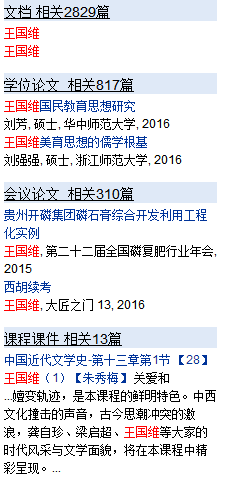 文档 相关2829篇
王国维
王国维
学位论文 相关817篇
王国维国民教育思想研究
刘芳, 硕士, 华中师范大学, 2016
王国维美育思想的儒学根基
刘强强, 硕士, 浙江师范大学, 2016
会议论文 相关310篇
贵州开磷集团磷石膏综合开发利用工程
化实例
王国维, 第二十二届全国磷复肥行业年会,
2015
西胡续考
王国维, 大匠之门 13, 2016
课程课件 相关13篇
中国近代文学史-第十三章第1节 【28】
王国维（1）【朱秀梅】 关爱和
...嬗变轨迹，是本课程的鲜明特色。中西
文化撞击的声音，古今思潮冲突的激
浪，龚自珍、梁启超、王国维等大家的
时代风采与文学面貌，将在本课程中精
彩呈现。...